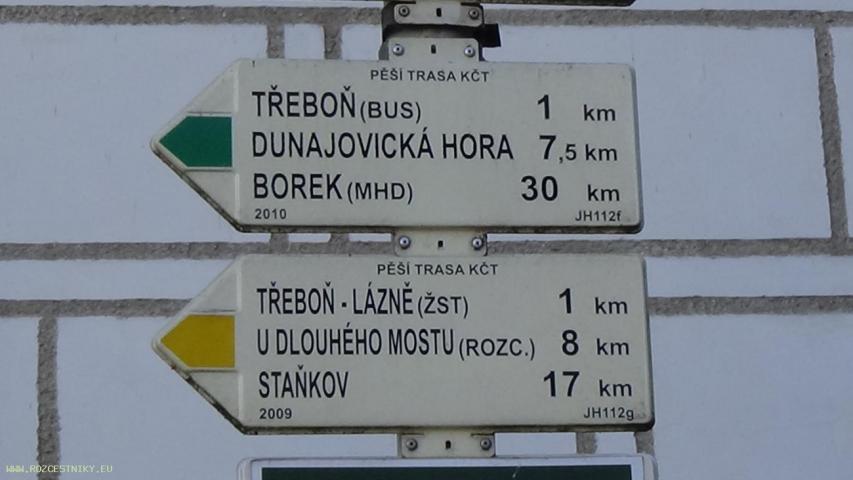 PĚŠÍ TRASA KČT
TŘEBOŇ (BUS) 1 km
DUNAJOVICKÁ HORA 7,5 km
BOREK (MHD) 30 km
2010 JH112f
PĚŠÍ TRASA KČT
TŘEBOŇ - LÁZNĚ (ŽST) 1 km
U DLOUHÉHO MOSTU (ROZC.) 8 km
STAŇKOV 17 km
2009 JH112g
WWW.ROZCESTNIKY.EU